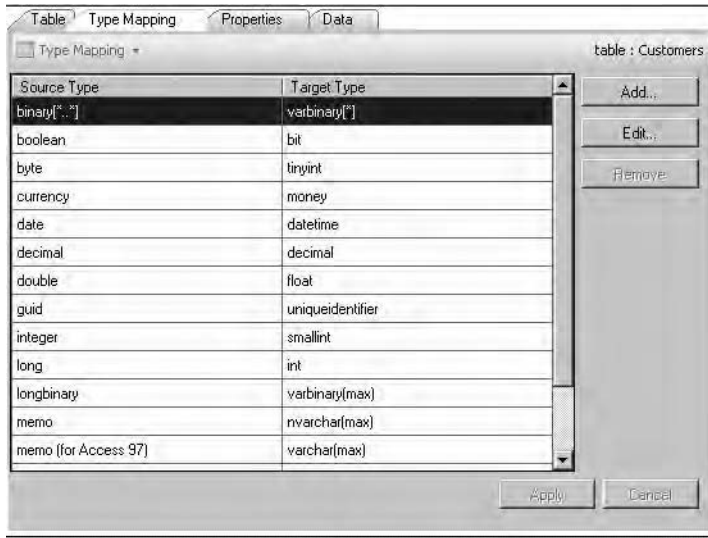 Table Type Mapping Properties Data
Type Mapping table : Customers
Source Type Target Type Add...
binary[*..*] varbinary[*]
boolean bit Edit...
byte tinyint Remove
currency money
date datetime
decimal decimal
double float
guid uniqueidentifier
integer smallint
long int
longbinary varbinary(max)
memo nvarchar(max)
memo (for Access 97) varchar(max)
Apply Cancel